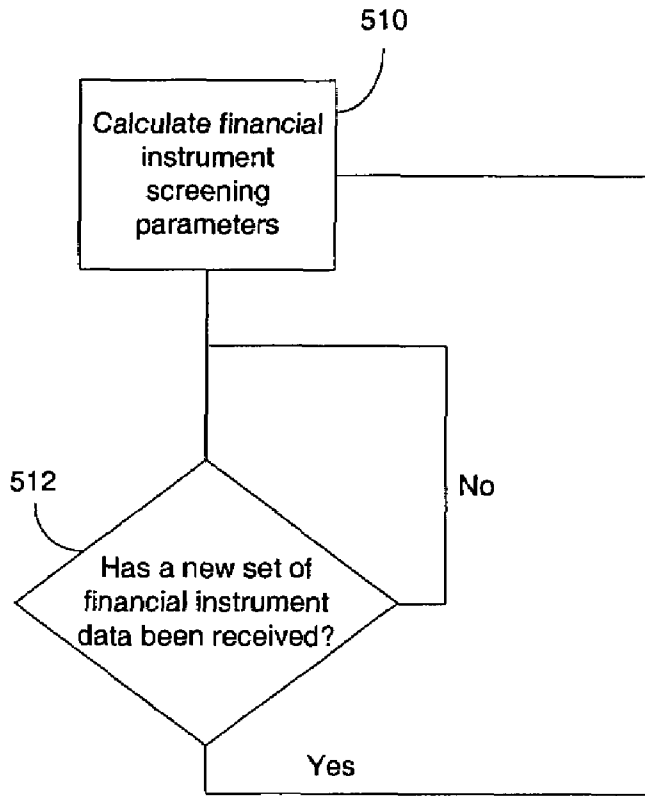 510
Calculate financial
instrument
screening
parameters
512
No
Has a new set of
financial instrument
data been received?
Yes